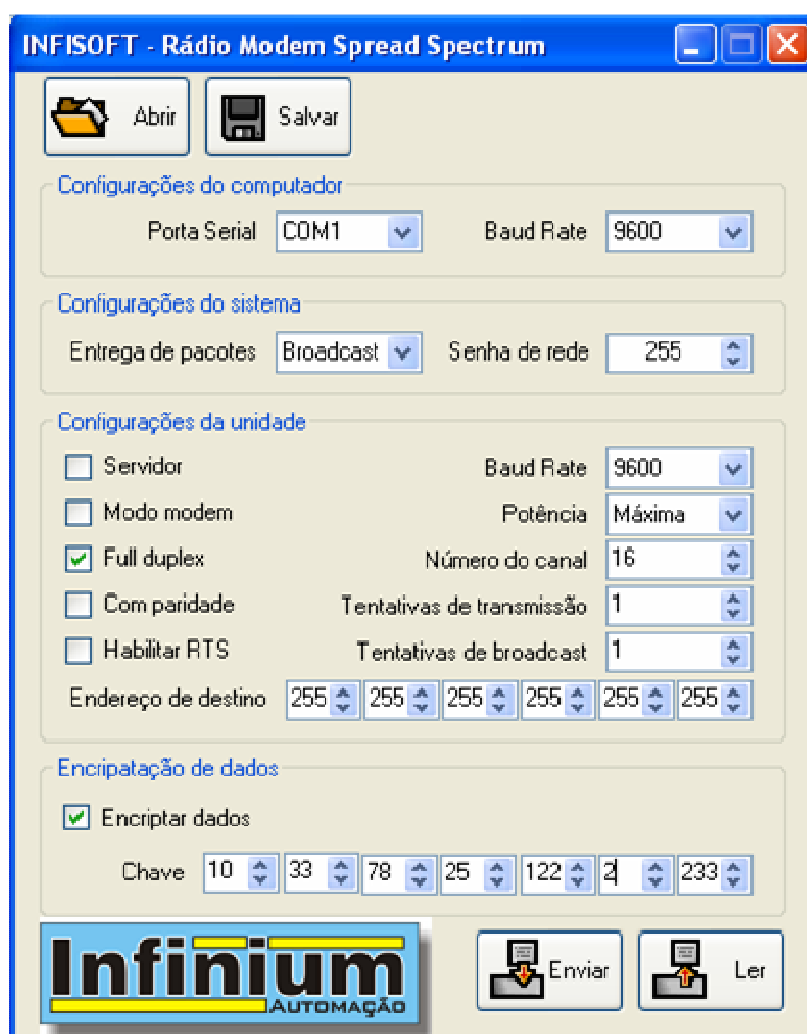 INFISOFT - Rádio Modem Spread Spectrum
Abrir Salvar
Configurações do computador
Porta Serial COM1 Baud Rate 9600
Configurações do sistema
Entrega de pacotes Broadcast Senha de rede 255
Configurações da unidade
Servidor Baud Rate 9600
Modo modem Potência Máxima
Full duplex Número do canal 16
Com paridade Tentativas de transmissão 1
Habilitar RTS Tentativas de broadcast 1
Endereço de destino 255 255 255 255 255 255
Encripatação de dados
Encriptar dados
Chave 10 33 78 25 122 2 233
Infinium
AUTOMAÇÃO
Enviar Ler